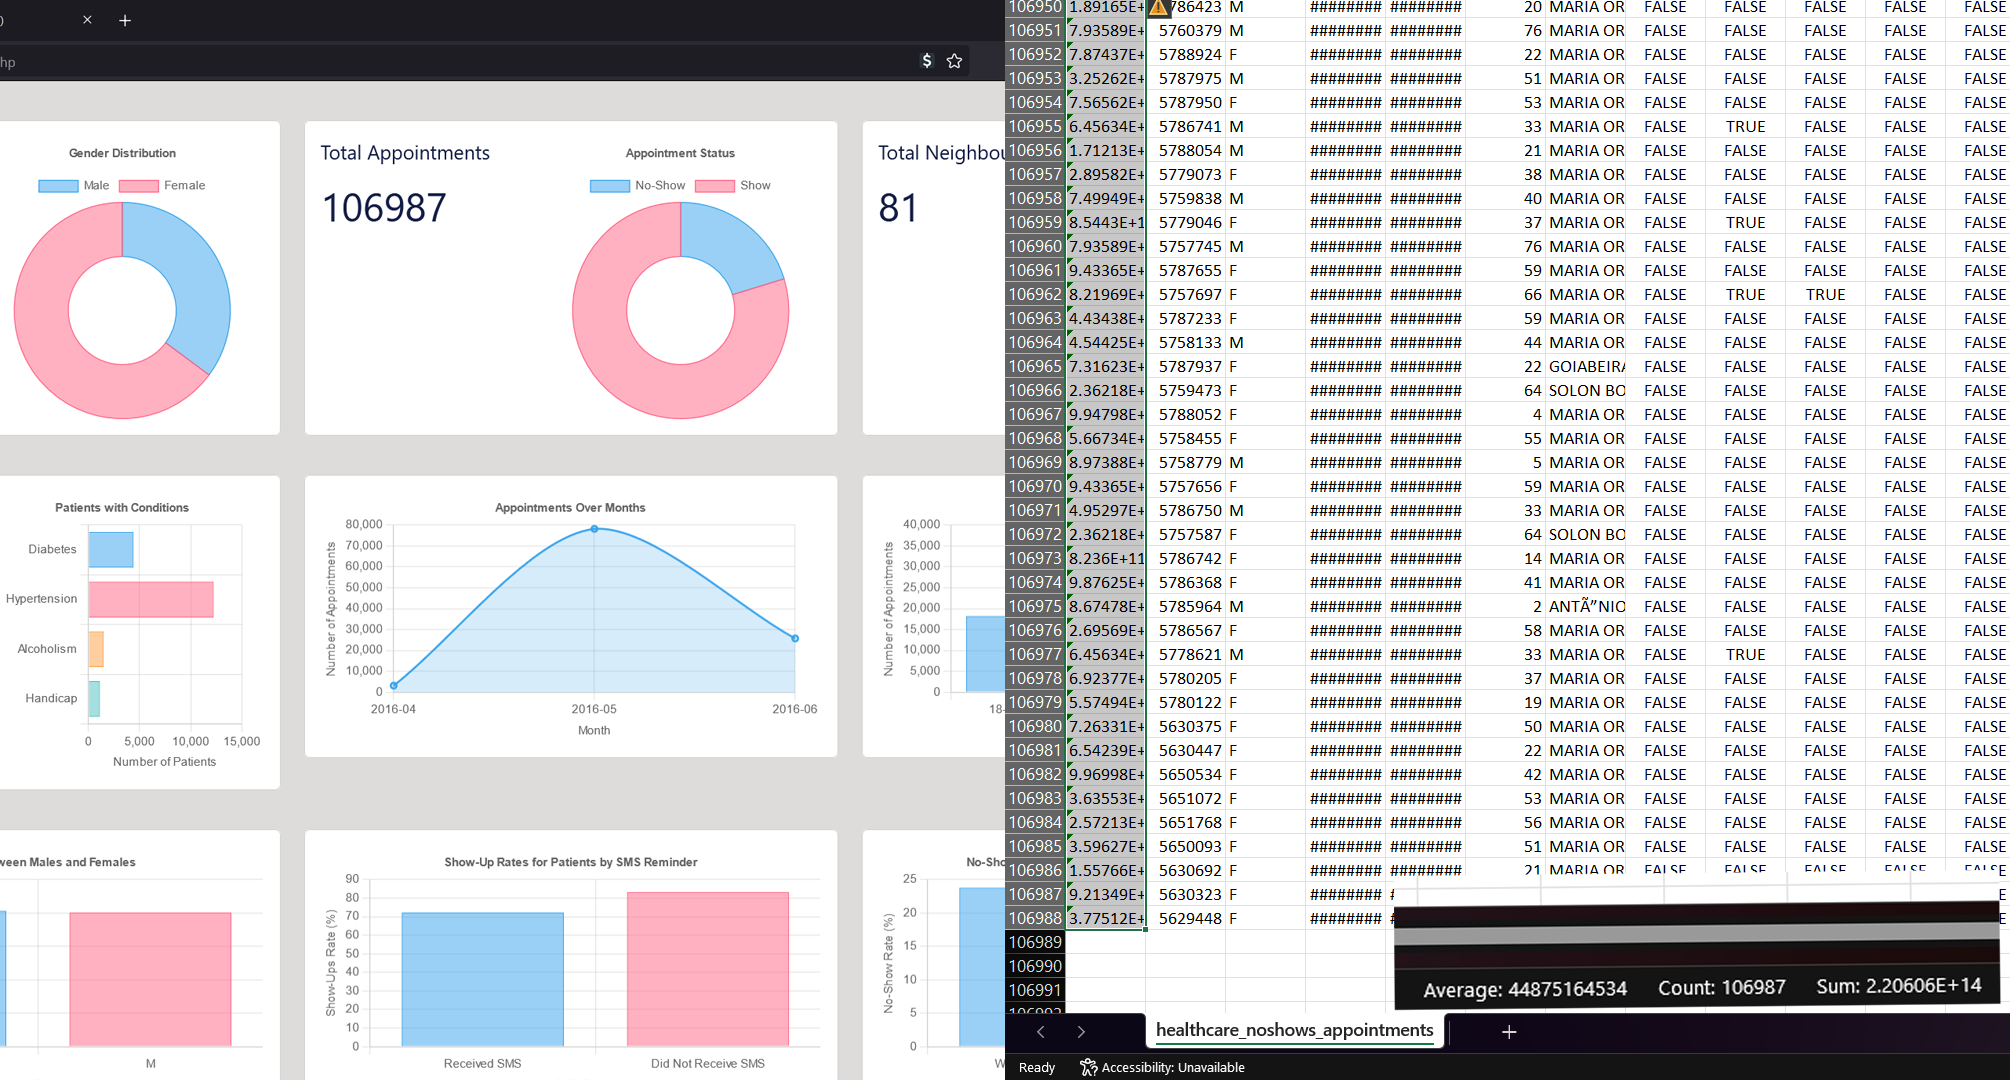 )
hp
$
Gender Distribution
Male Female
Total Appointments
106987
Appointment Status
No-Show Show
Total Neighbou
81
Patients with Conditions
Diabetes
Hypertension
Alcoholism
Handicap
0 5,000 10,000 15,000
Number of Patients
Appointments Over Months
Number of Appointments
80,000
70,000
60,000
50,000
40,000
30,000
20,000
10,000
0
2016-04 2016-05 2016-06
Month
Number of Appointments
40,000
35,000
30,000
25,000
20,000
15,000
10,000
5,000
0
18-
ween Males and Females
M
Show-Up Rates for Patients by SMS Reminder
Show-Ups Rate (%)
90
80
70
60
50
40
30
20
10
0
Received SMS Did Not Receive SMS
No-Sho
No-Show Rate (%)
25
20
15
10
5
0
W
106950 1.89165E+ 786423 M ######## ######## 20 MARIA OR FALSE FALSE FALSE FALSE FALSE
106951 7.93589E+ 5760379 M ######## ######## 76 MARIA OR FALSE FALSE FALSE FALSE FALSE
106952 7.87437E+ 5788924 F ######## ######## 22 MARIA OR FALSE FALSE FALSE FALSE FALSE
106953 3.25262E+ 5787975 M ######## ######## 51 MARIA OR FALSE FALSE FALSE FALSE FALSE
106954 7.56562E+ 5787950 F ######## ######## 53 MARIA OR FALSE FALSE FALSE FALSE FALSE
106955 6.45634E+ 5786741 M ######## ######## 33 MARIA OR FALSE TRUE FALSE FALSE FALSE
106956 1.71213E+ 5788054 M ######## ######## 21 MARIA OR FALSE FALSE FALSE FALSE FALSE
106957 2.89582E+ 5779073 F ######## ######## 38 MARIA OR FALSE FALSE FALSE FALSE FALSE
106958 7.49949E+ 5759838 M ######## ######## 40 MARIA OR FALSE FALSE FALSE FALSE FALSE
106959 8.5443E+1 5779046 F ######## ######## 37 MARIA OR FALSE TRUE FALSE FALSE FALSE
106960 7.93589E+ 5757745 M ######## ######## 76 MARIA OR FALSE FALSE FALSE FALSE FALSE
106961 9.43365E+ 5787655 F ######## ######## 59 MARIA OR FALSE FALSE FALSE FALSE FALSE
106962 8.21969E+ 5757697 F ######## ######## 66 MARIA OR FALSE TRUE TRUE FALSE FALSE
106963 4.43438E+ 5787233 F ######## ######## 59 MARIA OR FALSE FALSE FALSE FALSE FALSE
106964 4.54425E+ 5758133 M ######## ######## 44 MARIA OR FALSE FALSE FALSE FALSE FALSE
106965 7.31623E+ 5787937 F ######## ######## 22 GOIABEIRA FALSE FALSE FALSE FALSE FALSE
106966 2.36218E+ 5759473 F ######## ######## 64 SOLON BO FALSE FALSE FALSE FALSE FALSE
106967 9.94798E+ 5788052 F ######## ######## 4 MARIA OR FALSE FALSE FALSE FALSE FALSE
106968 5.66734E+ 5758455 F ######## ######## 55 MARIA OR FALSE FALSE FALSE FALSE FALSE
106969 8.97388E+ 5758779 M ######## ######## 5 MARIA OR FALSE FALSE FALSE FALSE FALSE
106970 9.43365E+ 5757656 F ######## ######## 59 MARIA OR FALSE FALSE FALSE FALSE FALSE
106971 4.95297E+ 5786750 M ######## ######## 33 MARIA OR FALSE FALSE FALSE FALSE FALSE
106972 2.36218E+ 5757587 F ######## ######## 64 SOLON BO FALSE FALSE FALSE FALSE FALSE
106973 8.236E+11 5786742 F ######## ######## 14 MARIA OR FALSE FALSE FALSE FALSE FALSE
106974 9.87625E+ 5786368 F ######## ######## 41 MARIA OR FALSE FALSE FALSE FALSE FALSE
106975 8.67478E+ 5785964 M ######## ######## 2 ANTÃ”NIO FALSE FALSE FALSE FALSE FALSE
106976 2.69569E+ 5786567 F ######## ######## 58 MARIA OR FALSE FALSE FALSE FALSE FALSE
106977 6.45634E+ 5778621 M ######## ######## 33 MARIA OR FALSE TRUE FALSE FALSE FALSE
106978 6.92377E+ 5780205 F ######## ######## 37 MARIA OR FALSE FALSE FALSE FALSE FALSE
106979 5.57494E+ 5780122 F ######## ######## 19 MARIA OR FALSE FALSE FALSE FALSE FALSE
106980 7.26331E+ 5630375 F ######## ######## 50 MARIA OR FALSE FALSE FALSE FALSE FALSE
106981 6.54239E+ 5630447 F ######## ######## 22 MARIA OR FALSE FALSE FALSE FALSE FALSE
106982 9.96998E+ 5650534 F ######## ######## 42 MARIA OR FALSE FALSE FALSE FALSE FALSE
106983 3.63553E+ 5651072 F ######## ######## 53 MARIA OR FALSE FALSE FALSE FALSE FALSE
106984 2.57213E+ 5651768 F ######## ######## 56 MARIA OR FALSE FALSE FALSE FALSE FALSE
106985 3.59627E+ 5650093 F ######## ######## 51 MARIA OR FALSE FALSE FALSE FALSE FALSE
106986 1.55766E+ 5630692 F ######## ######## 21 MARIA OR FALSE FALSE FALSE FALSE FALSE
106987 9.21349E+ 5630323 F ######## # E
106988 3.77512E+ 5629448 F ######## # E
106989
106990
106991
Average: 44875164534 Count: 106987 Sum: 2.20606E+14
healthcare_noshows_appointments
Ready Accessibility: Unavailable